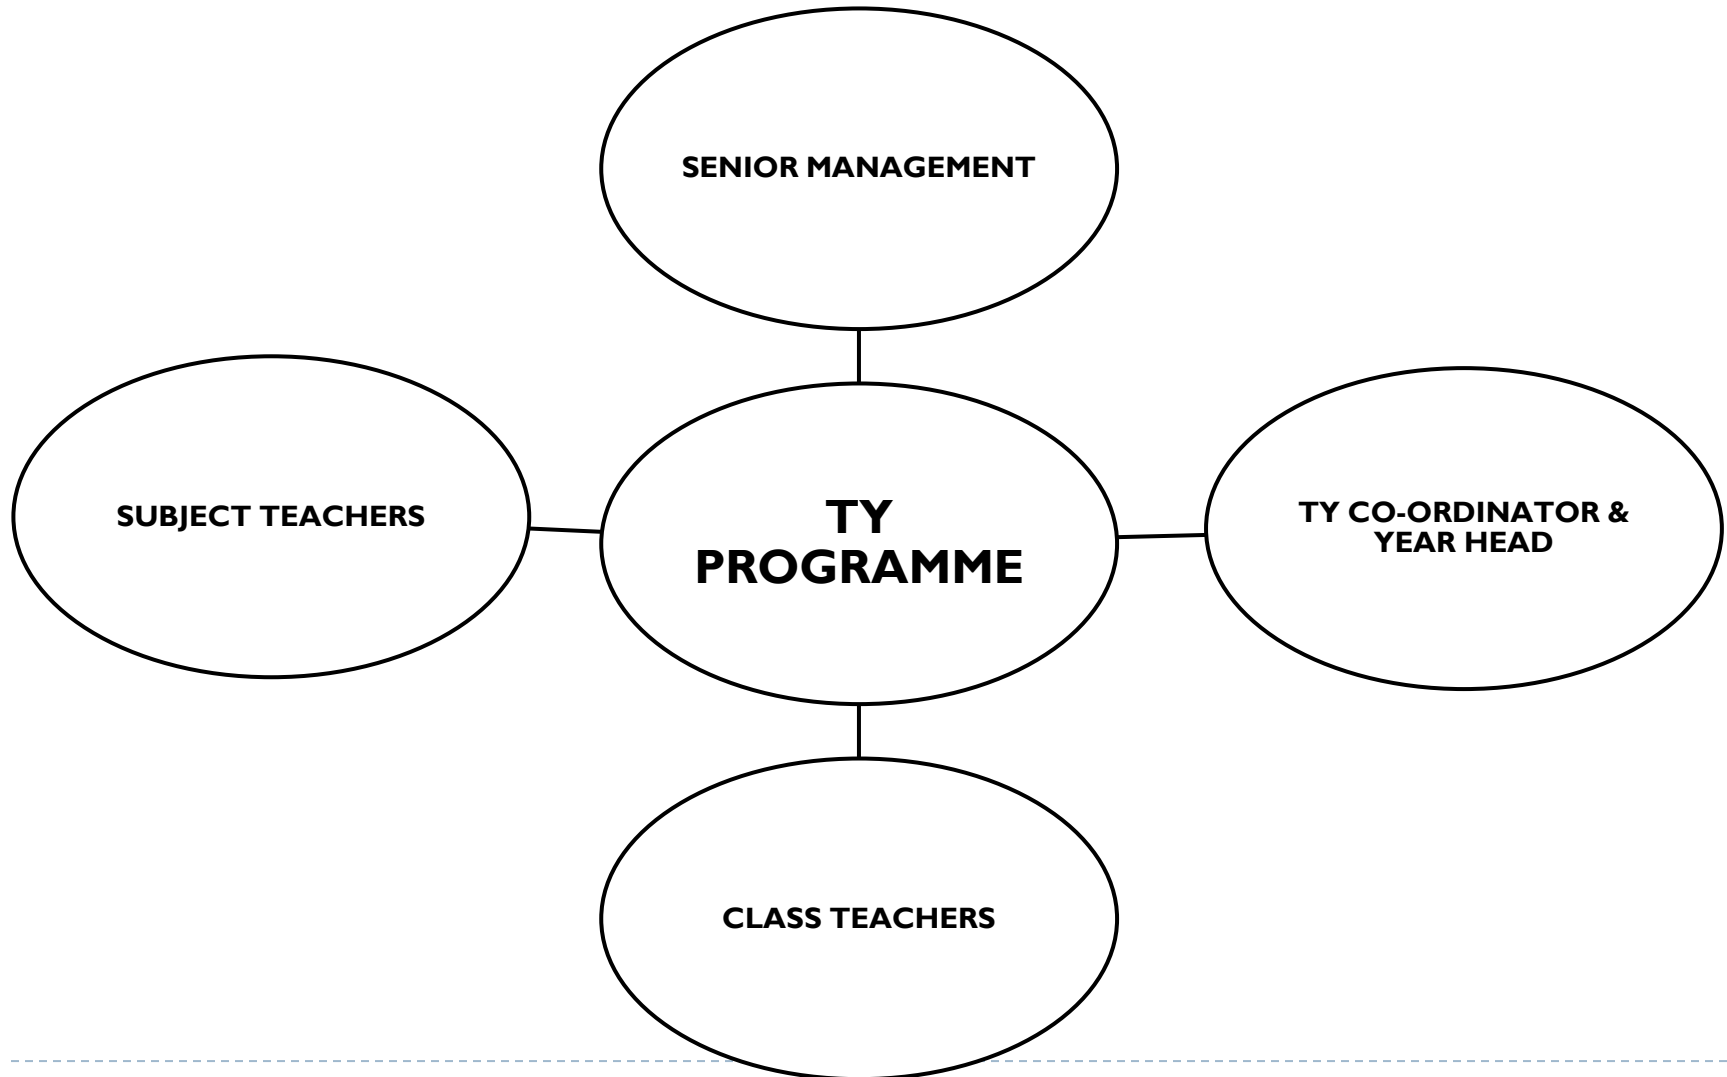 SENIOR MANAGEMENT
SUBJECT TEACHERS
TY
PROGRAMME
TY CO-ORDINATOR &
YEAR HEAD
CLASS TEACHERS